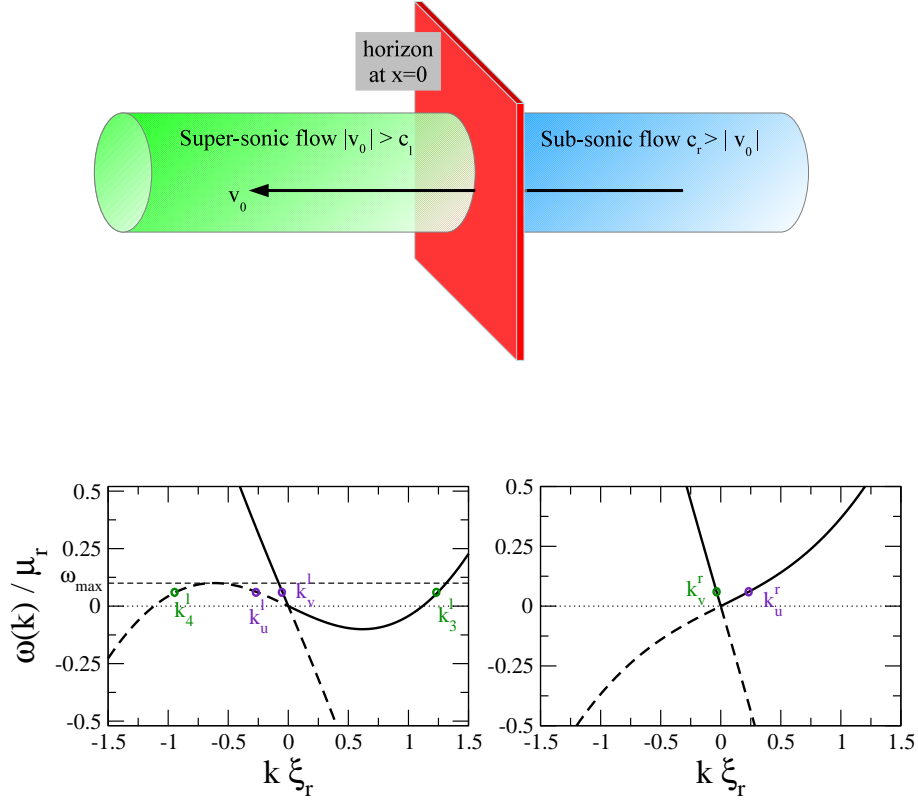 horizon
at x=0
Super-sonic flow |v₀| > cₗ
Sub-sonic flow cᵣ > | v₀|
v₀
ω(k) / μᵣ
0.5
0.25
ω_max
0
-0.25
-0.5
k₄ˡ
kᵤˡ
kᵥˡ
k₃ˡ
-1.5
-1
-0.5
0
0.5
1
1.5
k ξᵣ
0.5
0.25
0
-0.25
-0.5
kᵥʳ
kᵤʳ
-1.5
-1
-0.5
0
0.5
1
1.5
k ξᵣ